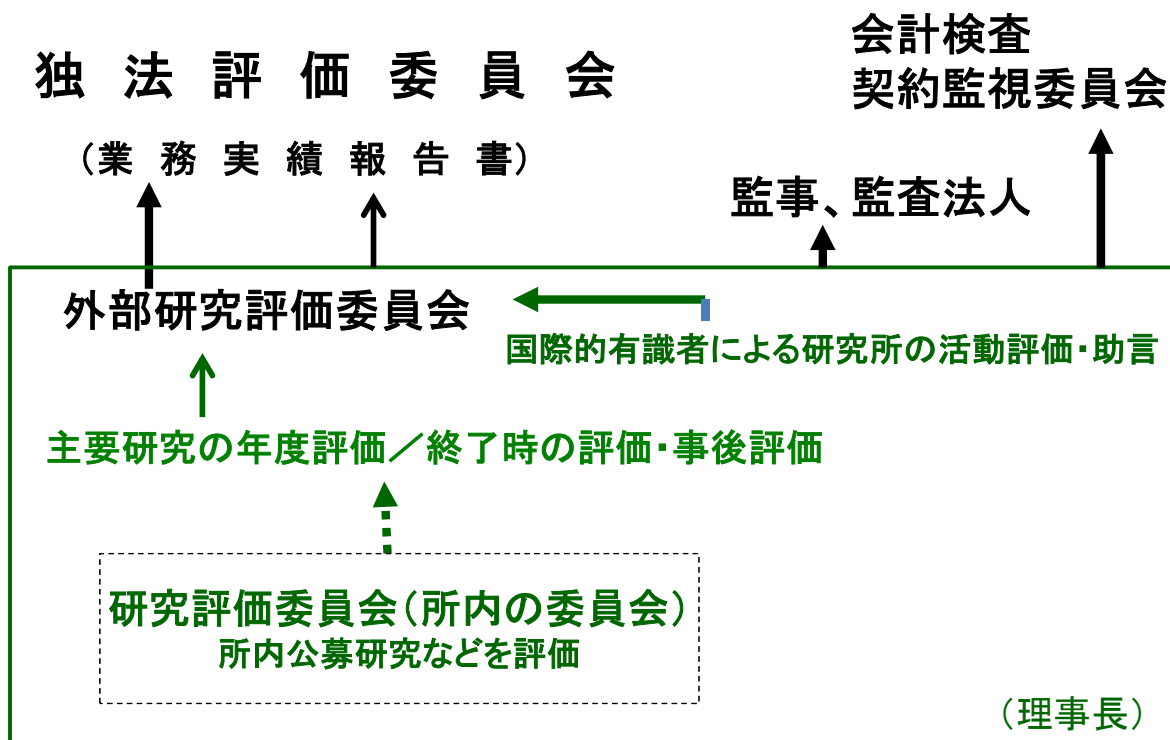 独法評価委員会
（業務実績報告書）
会計検査
契約監視委員会
監事、監査法人
外部研究評価委員会
国際的有識者による研究所の活動評価・助言
主要研究の年度評価／終了時の評価・事後評価
研究評価委員会（所内の委員会）
所内公募研究などを評価
（理事長）